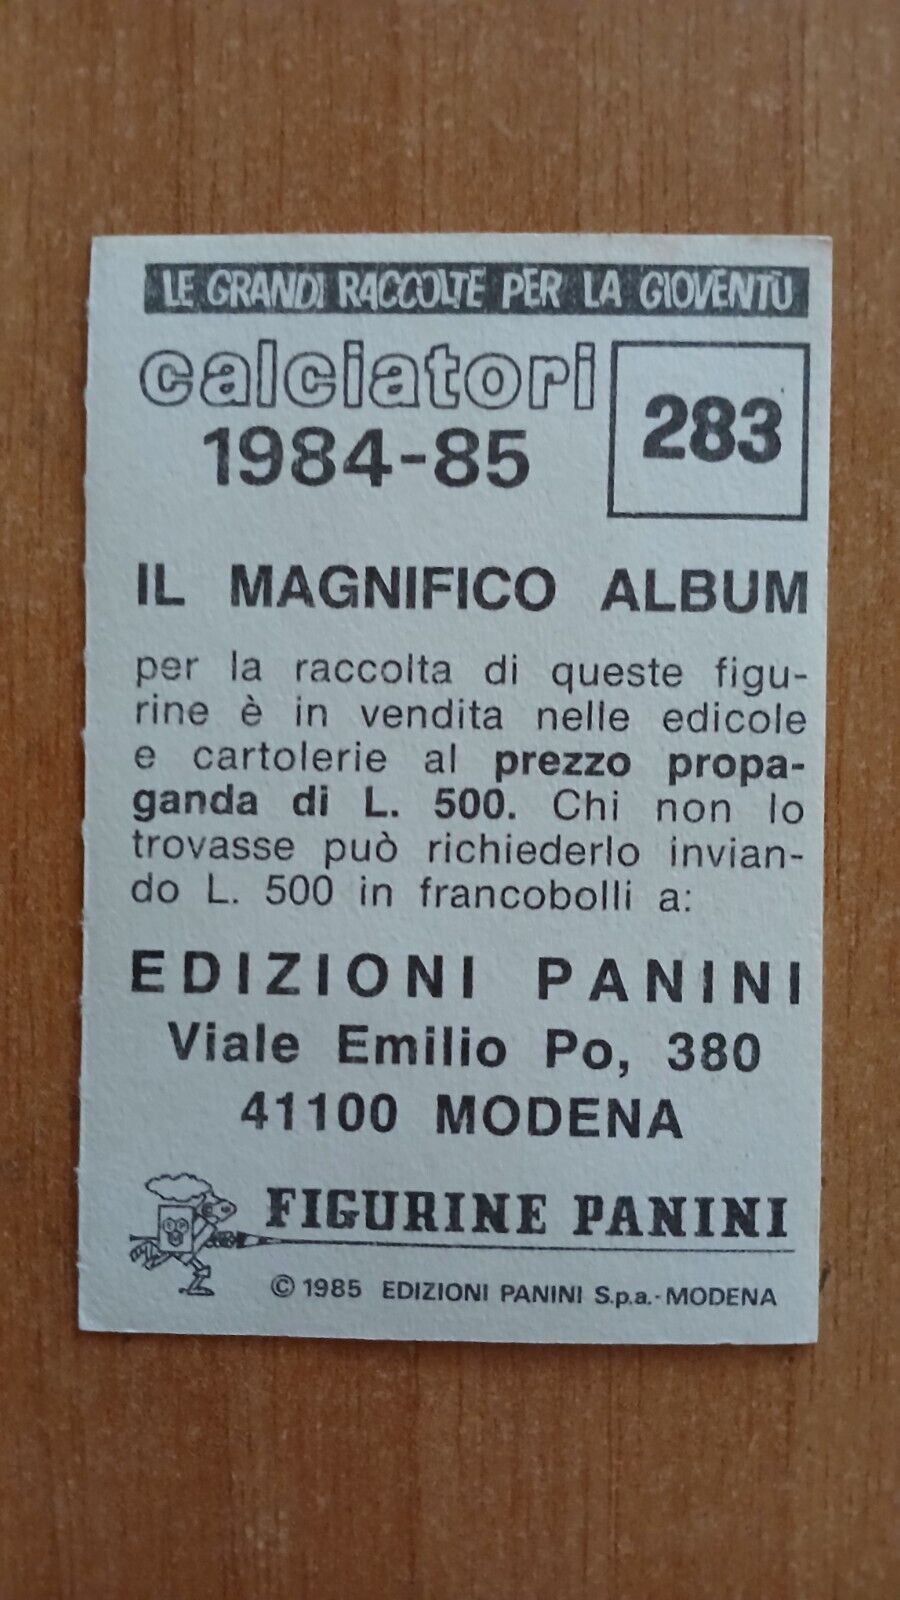 LE GRANDI RACCOLTE PER LA GIOVENTÙ
calciatori
1984-85
283
IL MAGNIFICO ALBUM
per la raccolta di queste figu-
rine è in vendita nelle edicole
e cartolerie al prezzo propa-
ganda di L. 500. Chi non lo
trovasse può richiederlo invian-
do L. 500 in francobolli a:
EDIZIONI PANINI
Viale Emilio Po, 380
41100 MODENA
FIGURINE PANINI
© 1985 EDIZIONI PANINI S.p.a.-MODENA